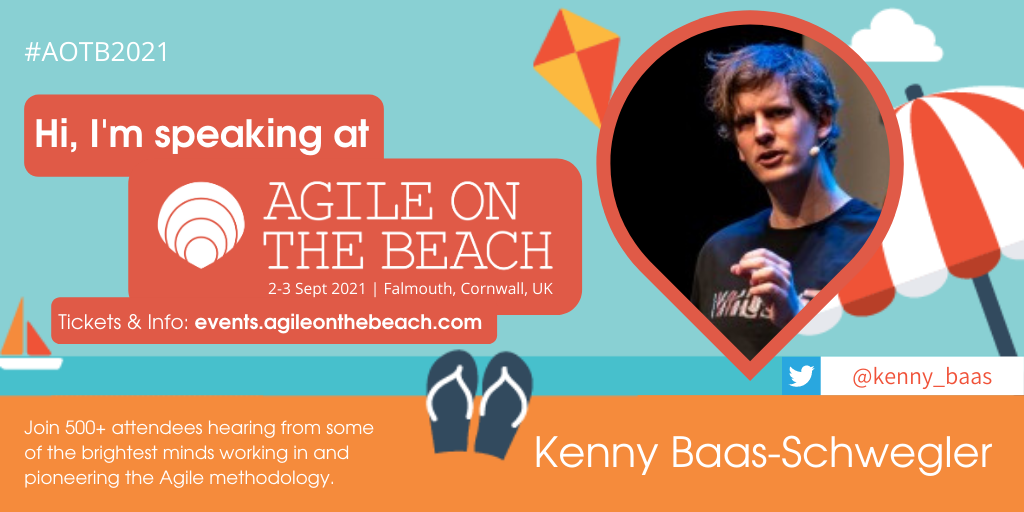 #AOTB2021
Hi, I'm speaking at
AGILE ON
THE BEACH
2-3 Sept 2021 | Falmouth, Cornwall, UK
Tickets & Info: events.agileonthebeach.com
@kenny_baas
Join 500+ attendees hearing from some
of the brightest minds working in and
pioneering the Agile methodology.
Kenny Baas-Schwegler